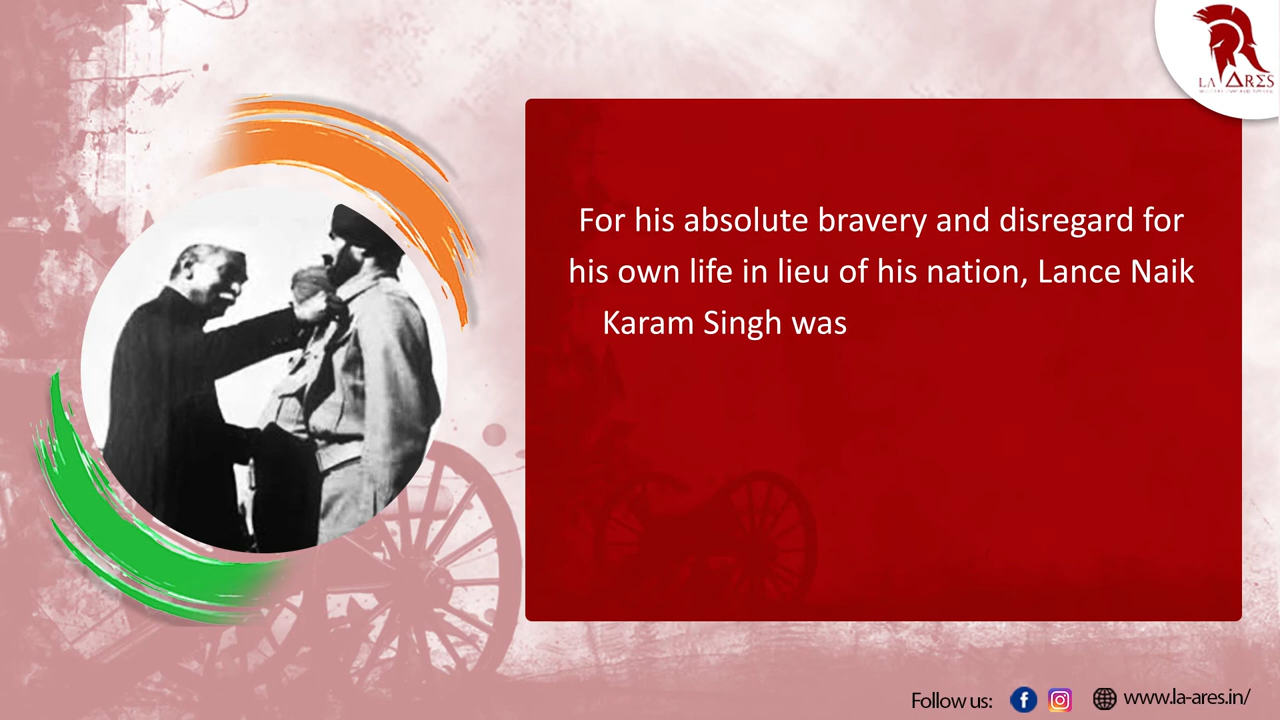 LA ARES
For his absolute bravery and disregard for
his own life in lieu of his nation, Lance Naik
Karam Singh was
Follow us:
www.la-ares.in/